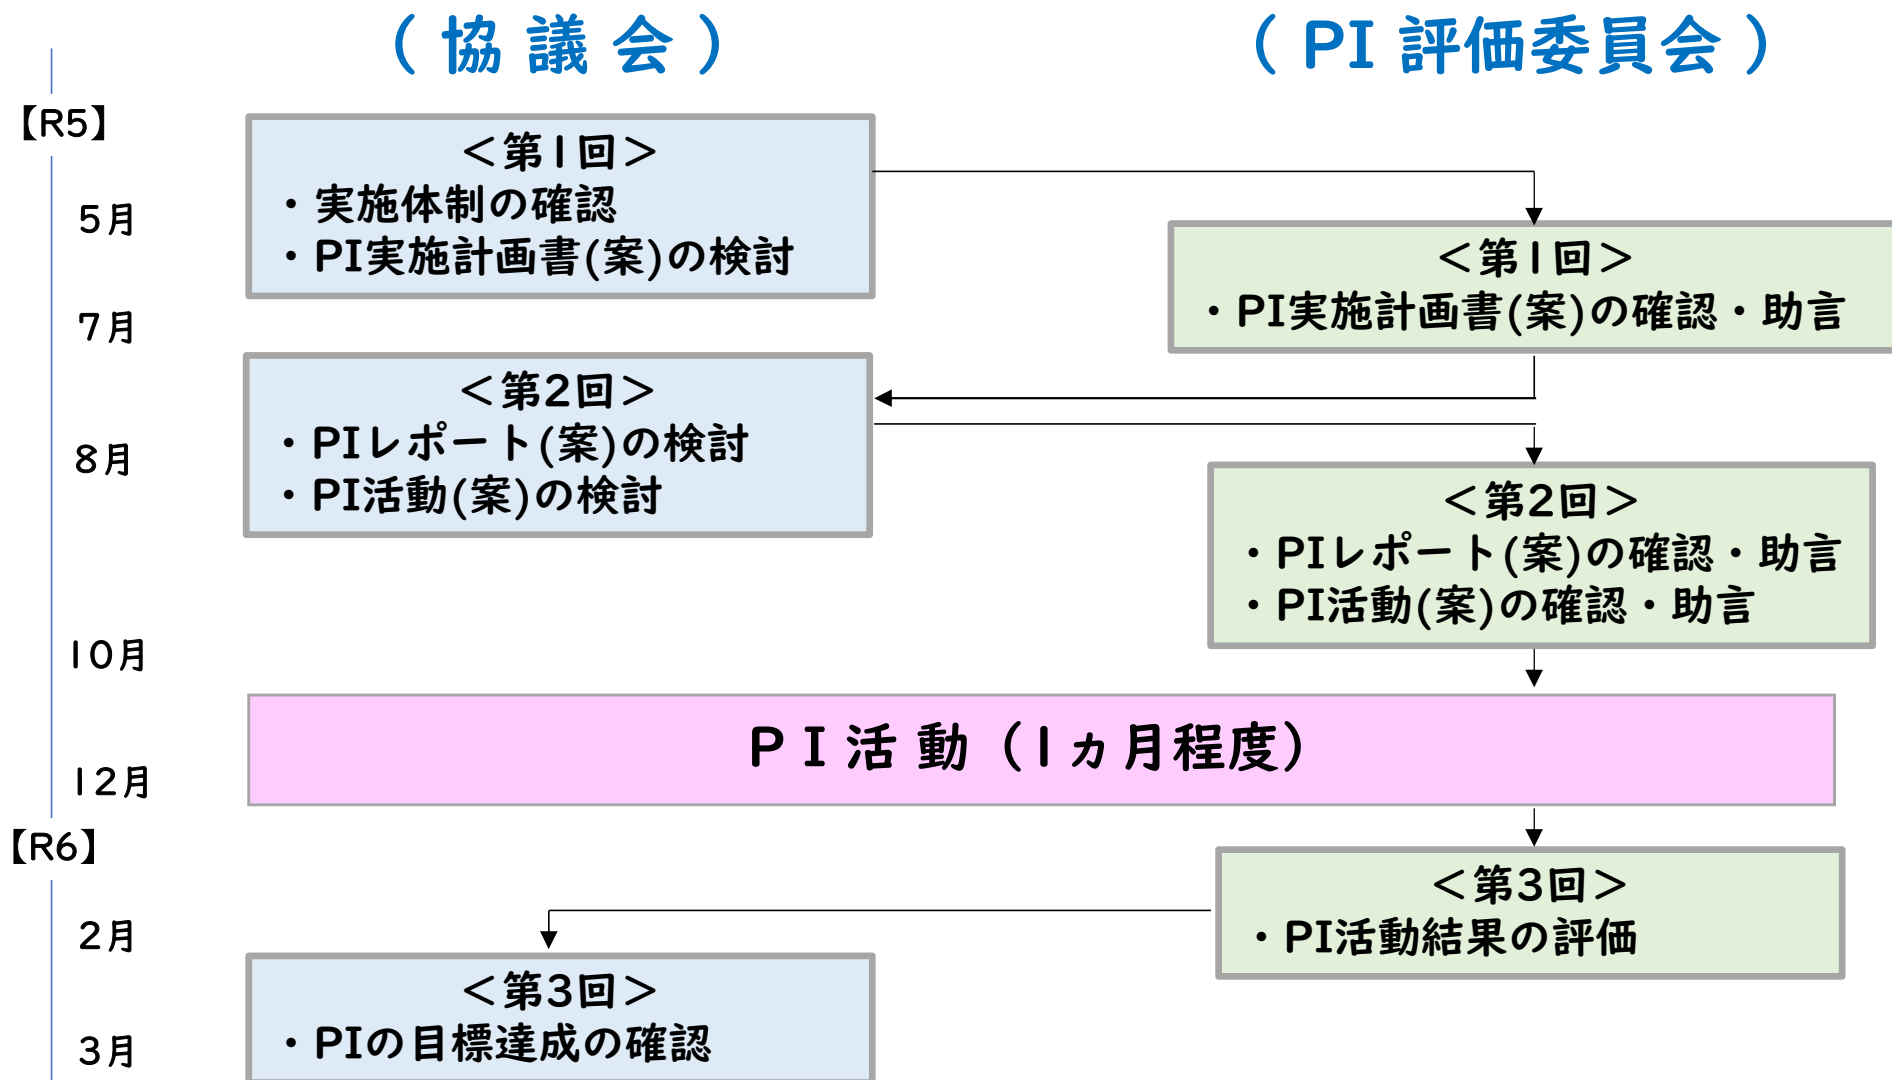 （ 協 議 会 ）
（ PI 評価委員会 ）
【R5】
＜第1回＞
・実施体制の確認
・PI実施計画書(案)の検討
5月
＜第1回＞
・PI実施計画書(案)の確認・助言
7月
＜第2回＞
・PIレポート(案)の検討
・PI活動(案)の検討
8月
＜第2回＞
・PIレポート(案)の確認・助言
・PI活動(案)の確認・助言
10月
ＰＩ活 動（1ヵ月程度）
12月
【R6】
＜第3回＞
・PI活動結果の評価
2月
＜第3回＞
・PIの目標達成の確認
3月